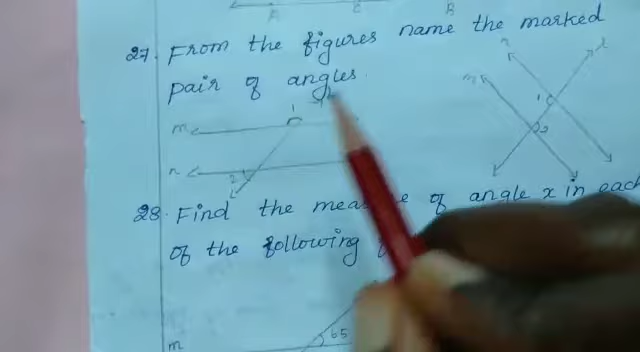 A
B
27. From the figures name the marked
pair of angles.
n
l
m
1
1
m
2
n
2
28. Find the of angle x in each
of the following
65
m